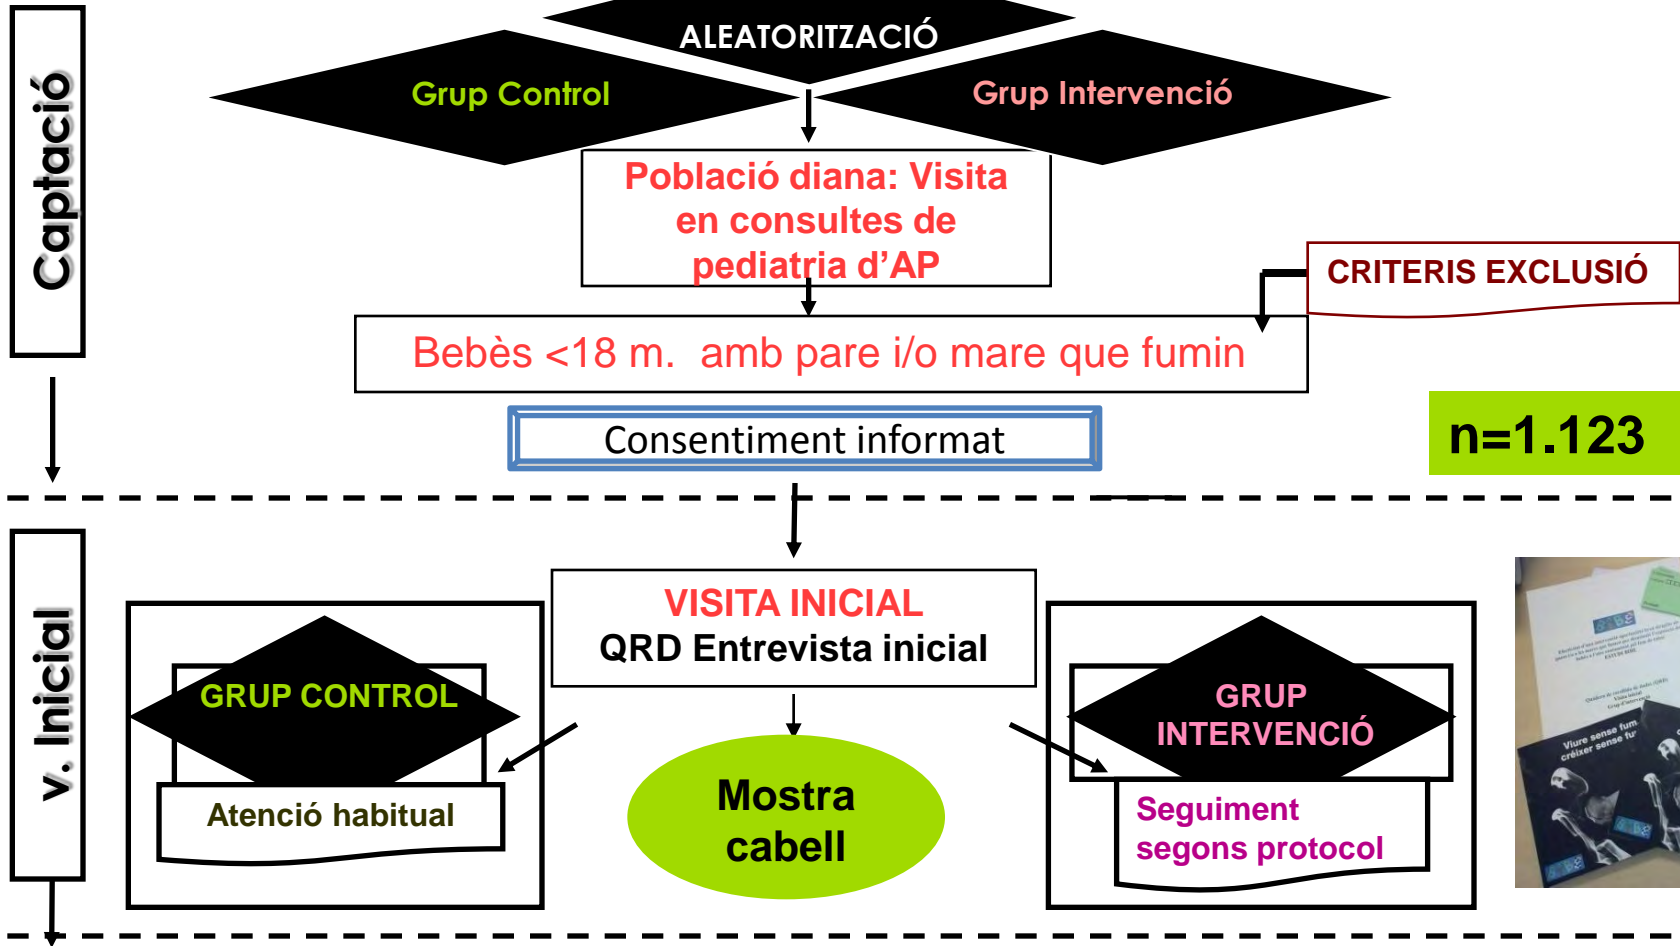 Captació
ALEATORITZACIÓ
Grup Control
Grup Intervenció
Població diana: Visita
en consultes de
pediatria d’AP
CRITERIS EXCLUSIÓ
Bebès <18 m. amb pare i/o mare que fumin
Consentiment informat
n=1.123
v. Inicial
VISITA INICIAL
QRD Entrevista inicial
GRUP CONTROL
Atenció habitual
Mostra
cabell
GRUP
INTERVENCIÓ
Seguiment
segons protocol
Viure sense fum
créixer sense fu